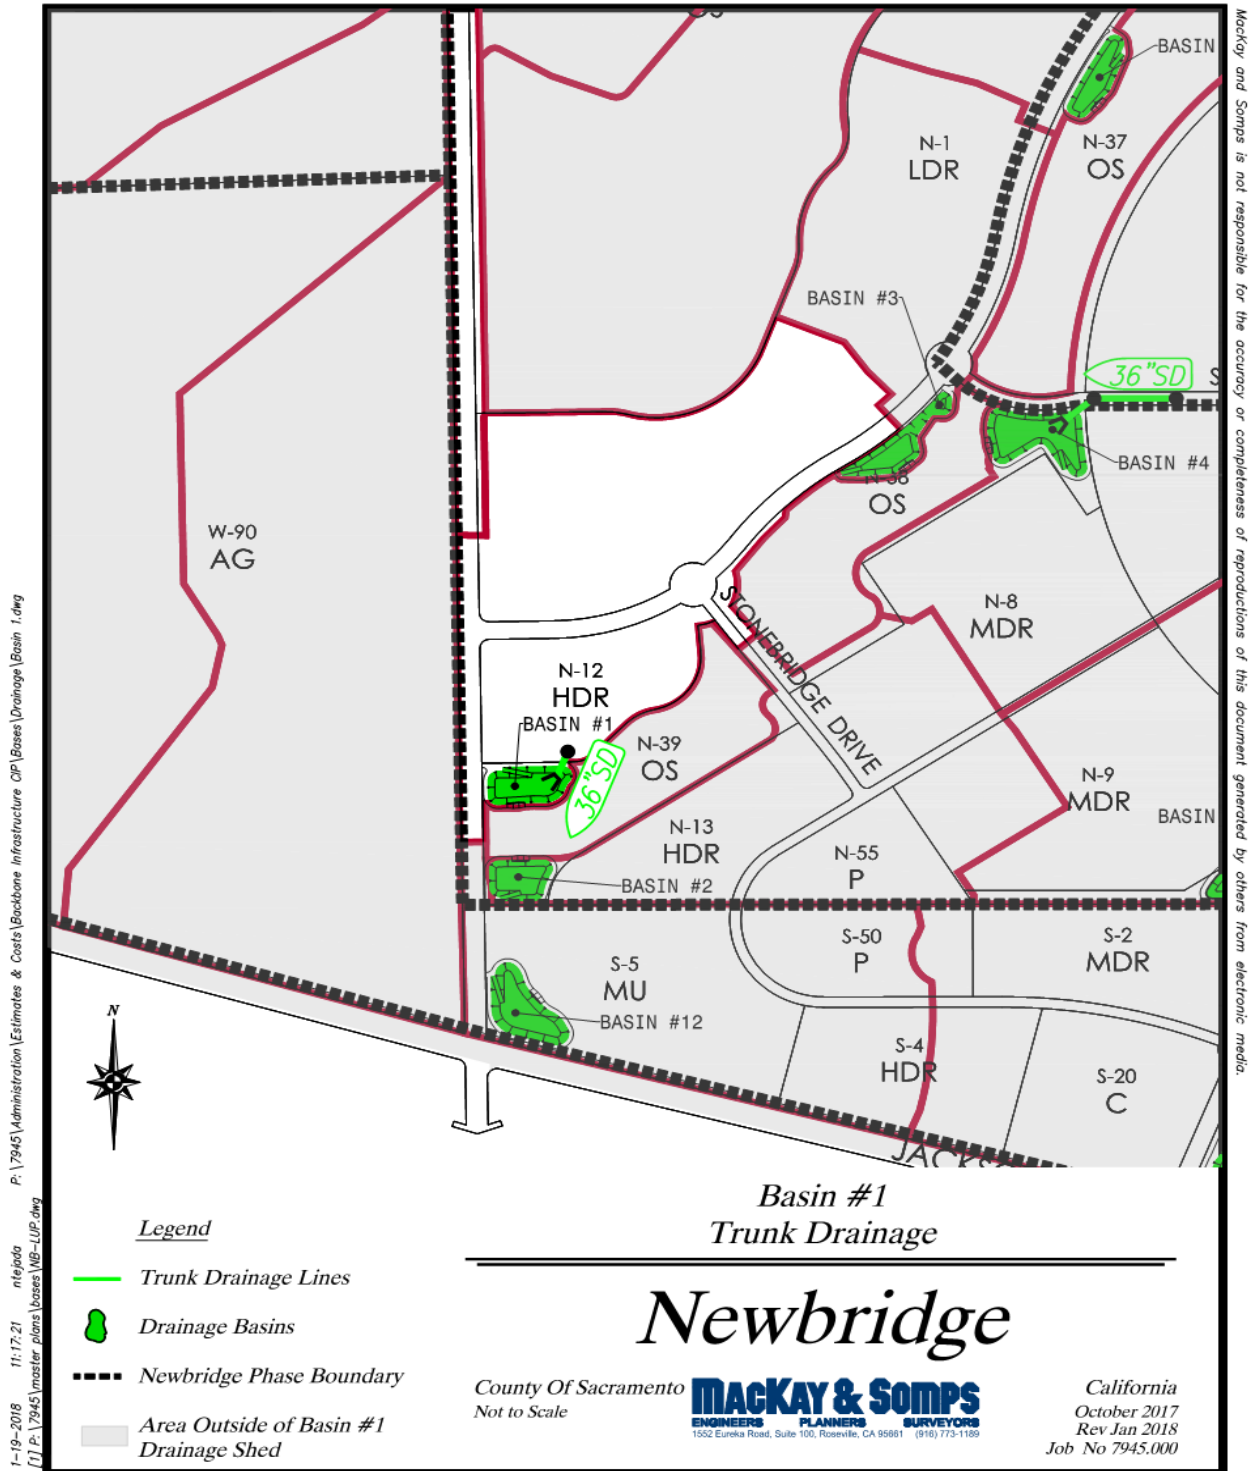 OS
BASIN
N-1
LDR
N-37
OS
BASIN #3
36"SD
S
BASIN #4
N-38
OS
W-90
AG
N-8
MDR
STONEBRIDGE DRIVE
N-12
HDR
BASIN #1
36"SD
N-39
OS
N-9
MDR
BASIN
N-13
HDR
N-55
P
BASIN #2
S-50
P
S-2
MDR
S-5
MU
BASIN #12
S-4
HDR
S-20
C
JACKSO
N
Basin #1
Trunk Drainage
Legend
Trunk Drainage Lines
Drainage Basins
Newbridge Phase Boundary
Area Outside of Basin #1
Drainage Shed
Newbridge
County Of Sacramento
Not to Scale
MACKAY & SOMPS
ENGINEERS PLANNERS SURVEYORS
1552 Eureka Road, Suite 100, Roseville, CA 95661 (916) 773-1189
California
October 2017
Rev Jan 2018
Job No 7945.000
1-19-2018 11:17:21 ntejada P:\7945\Administration\Estimates & Costs\Backbone Infrastructure CIP\Bases\Drainage\Basin 1.dwg
[1] P:\7945\master plans\bases\NB-LUP.dwg
MacKay and Somps is not responsible for the accuracy or completeness of reproductions of this document generated by others from electronic media.